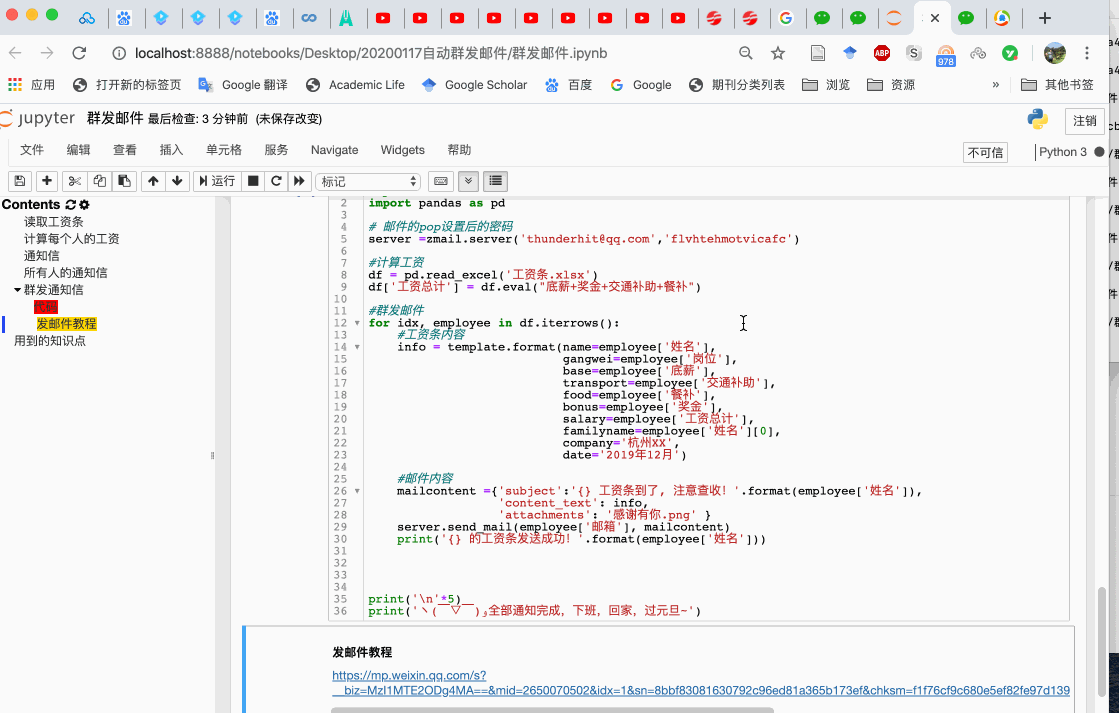 localhost:8888/notebooks/Desktop/20200117自动群发邮件/群发邮件.ipynb
ABP
S
978
应用
打开新的标签页
Google 翻译
Academic Life
Google Scholar
百度
Google
期刊分类列表
浏览
资源
»
其他书签
jupyter 群发邮件 最后检查: 3 分钟前 (未保存改变)
注销
文件 编辑 查看 插入 单元格 服务 Navigate Widgets 帮助
不可信
Python 3
运行
标记
Contents
读取工资条
计算每个人的工资
通知信
所有人的通知信
群发通知信
代码
发邮件教程
用到的知识点
2 import pandas as pd
3
4 # 邮件的pop设置后的密码
5 server =zmail.server('thunderhit@qq.com','flvhtehmotvicafc')
6
7 #计算工资
8 df = pd.read_excel('工资条.xlsx')
9 df['工资总计'] = df.eval("底薪+奖金+交通补助+餐补")
10
11 #群发邮件
12 for idx, employee in df.iterrows():
13 #工资条内容
14 info = template.format(name=employee['姓名'],
15 gangwei=employee['岗位'],
16 base=employee['底薪'],
17 transport=employee['交通补助'],
18 food=employee['餐补'],
19 bonus=employee['奖金'],
20 salary=employee['工资总计'],
21 familyname=employee['姓名'][0],
22 company='杭州XX',
23 date='2019年12月')
24
25 #邮件内容
26 mailcontent ={'subject':'{} 工资条到了, 注意查收! '.format(employee['姓名']),
27 'content_text': info,
28 'attachments': '感谢有你.png' }
29 server.send_mail(employee['邮箱'], mailcontent)
30 print('{} 的工资条发送成功! '.format(employee['姓名']))
31
32
33
34
35 print('\n'*5)
36 print('ヽ(￣▽￣)و全部通知完成, 下班, 回家, 过元旦~')
发邮件教程
https://mp.weixin.qq.com/s?
__biz=MzI1MTE2ODg4MA==&mid=2650070502&idx=1&sn=8bbf83081630792c96ed81a365b173ef&chksm=f1f76cf9c680e5ef82fe97d139